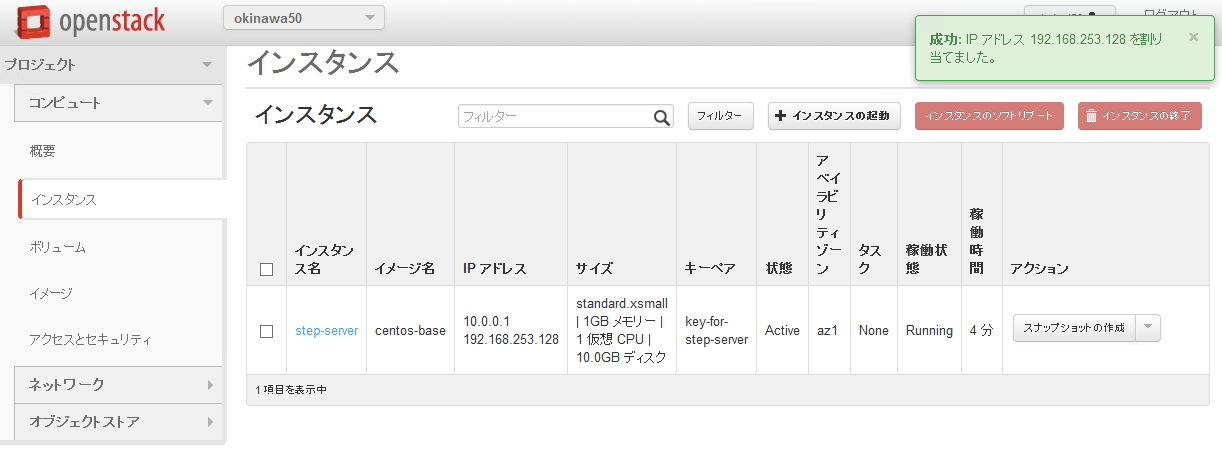 openstack
okinawa50
ログアウト
成功: IP アドレス 192.168.253.128 を割り
当てました。
×
プロジェクト
コンピュート
概要
インスタンス
ボリューム
イメージ
アクセスとセキュリティ
ネットワーク
オブジェクトストア
インスタンス
インスタンス
フィルター
フィルター
インスタンスの起動
インスタンスのソフトリブート
インスタンスの終了
インスタン
ス名
イメージ名
IP アドレス
サイズ
キーペア
状態
ア
ベイ
ラビ
リ
ティ
ゾー
ン
タス
ク
稼働状
態
稼
働
時
間
アクション
step-server
centos-base
10.0.0.1
192.168.253.128
standard.xsmall
| 1GB メモリー |
1 仮想 CPU |
10.0GB ディスク
key-for-
step-server
Active
az1
None
Running
4 分
スナップショットの作成
1 項目を表示中